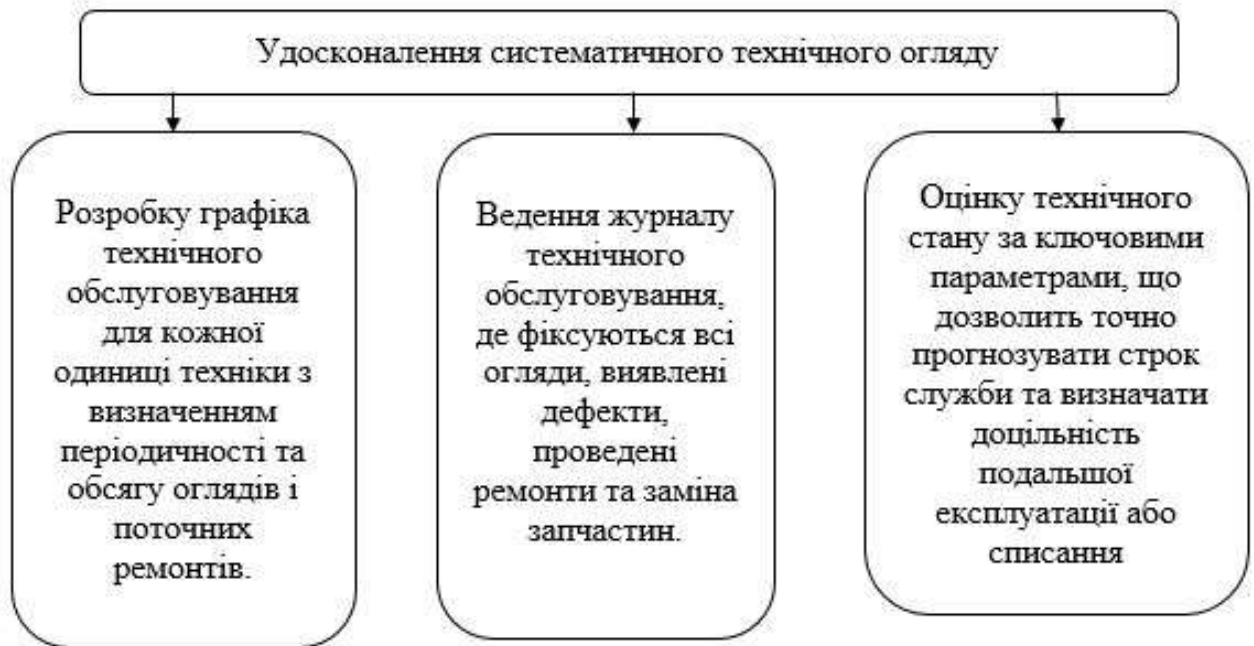 Удосконалення систематичного технічного огляду
Розробку графіка
технічного
обслуговування
для кожної
одиниці техніки з
визначенням
періодичності та
обсягу оглядів і
поточних
ремонтів.
Ведення журналу
технічного
обслуговування,
де фіксуються всі
огляди, виявлені
дефекти,
проведені
ремонти та заміна
запчастин.
Оцінку технічного
стану за ключовими
параметрами, що
дозволить точно
прогнозувати строк
служби та визначати
доцільність
подальшої
експлуатації або
списання